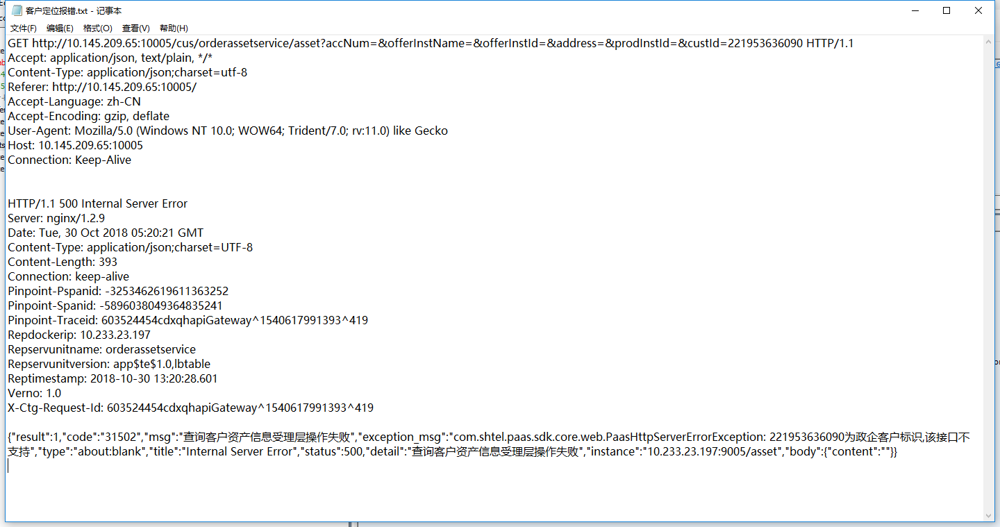 客户定位报错.txt - 记事本
文件(F) 编辑(E) 格式(O) 查看(V) 帮助(H)
GET http://10.145.209.65:10005/cus/orderassetservice/asset?accNum=&offerInstName=&offerInstId=&address=&prodInstId=&custId=221953636090 HTTP/1.1
Accept: application/json, text/plain, */*
Content-Type: application/json;charset=utf-8
Referer: http://10.145.209.65:10005/
Accept-Language: zh-CN
Accept-Encoding: gzip, deflate
User-Agent: Mozilla/5.0 (Windows NT 10.0; WOW64; Trident/7.0; rv:11.0) like Gecko
Host: 10.145.209.65:10005
Connection: Keep-Alive
HTTP/1.1 500 Internal Server Error
Server: nginx/1.2.9
Date: Tue, 30 Oct 2018 05:20:21 GMT
Content-Type: application/json;charset=UTF-8
Content-Length: 393
Connection: keep-alive
Pinpoint-Pspanid: -3253462619611363252
Pinpoint-Spanid: -5896038049364835241
Pinpoint-Traceid: 603524454cdxqhapiGateway^1540617991393^419
Repdockerip: 10.233.23.197
Repservunitname: orderassetservice
Repservunitversion: app$te$1.0,lbtable
Reptimestamp: 2018-10-30 13:20:28.601
Verno: 1.0
X-Ctg-Request-Id: 603524454cdxqhapiGateway^1540617991393^419
{"result":1,"code":"31502","msg":"查询客户资产信息受理层操作失败","exception_msg":"com.shtel.paas.sdk.core.web.PaasHttpServerErrorException: 221953636090为政企客户标识,该接口不
支持","type":"about:blank","title":"Internal Server Error","status":500,"detail":"查询客户资产信息受理层操作失败","instance":"10.233.23.197:9005/asset","body":{"content":""}}